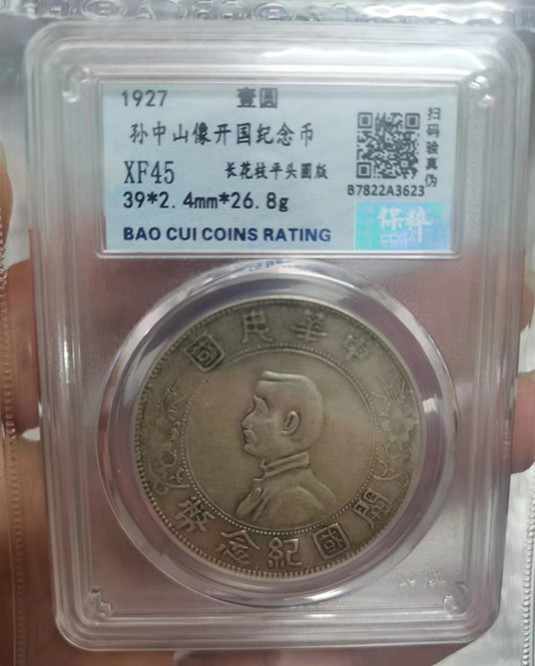 1927 壹圆
孙中山像开国纪念币
XF45 长花枝平头圆版
39*2.4mm*26.8g
BAO CUI COINS RATING
扫码验真伪
B7822A3623
保粹
CCGA
中華民國
開國紀念幣